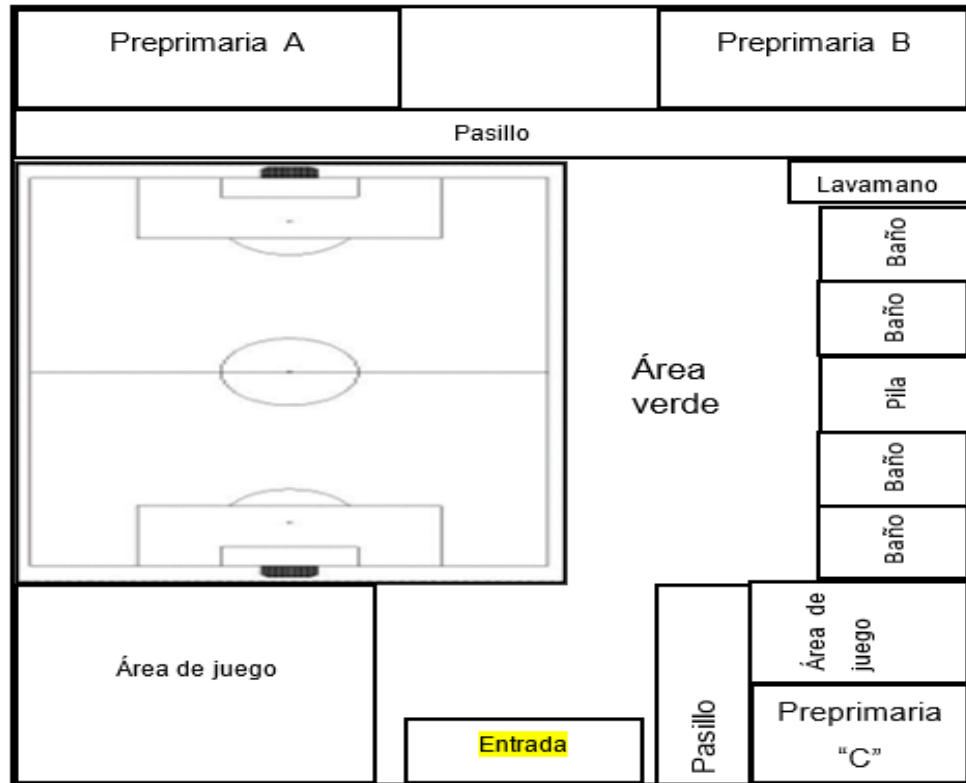 Preprimaria A
Preprimaria B
Pasillo
Lavamano
Baño
Baño
Área
verde
Pila
Baño
Baño
Área de juego
Área de
juego
Entrada
Pasillo
Preprimaria
“C”